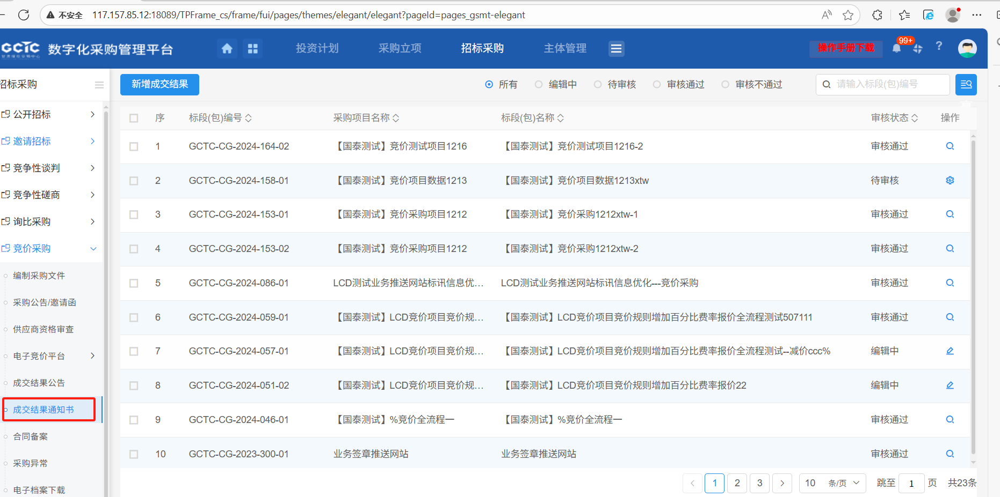 不安全 117.157.85.12:18089/TPFrame_cs/frame/fui/pages/themes/elegant/elegant?pageId=pages_gsmt-elegant
GCTC 数字化采购管理平台 投资计划 采购立项 招标采购 主体管理 操作手册下载 99+ ?
招标采购
公开招标
邀请招标
竞争性谈判
竞争性磋商
询比采购
竞价采购
编制采购文件
采购公告/邀请函
供应商资格审查
电子竞价平台
成交结果公告
成交结果通知书
合同备案
采购异常
电子档案下载
新增成交结果 所有 编辑中 待审核 审核通过 审核不通过 请输入标段(包)编号
序 标段(包)编号 采购项目名称 标段(包)名称 审核状态 操作
1 GCTC-CG-2024-164-02 【国泰测试】竞价测试项目1216 【国泰测试】竞价测试项目1216-2 审核通过
2 GCTC-CG-2024-158-01 【国泰测试】竞价项目数据1213 【国泰测试】竞价项目数据1213xtw 待审核
3 GCTC-CG-2024-153-01 【国泰测试】竞价采购项目1212 【国泰测试】竞价采购1212xtw-1 审核通过
4 GCTC-CG-2024-153-02 【国泰测试】竞价采购项目1212 【国泰测试】竞价采购1212xtw-2 审核通过
5 GCTC-CG-2024-086-01 LCD测试业务推送网站标讯信息优... LCD测试业务推送网站标讯信息优化---竞价采购 审核通过
6 GCTC-CG-2024-059-01 【国泰测试】LCD竞价项目竞价规... 【国泰测试】LCD竞价项目竞价规则增加百分比费率报价全流程测试507111 审核通过
7 GCTC-CG-2024-057-01 【国泰测试】LCD竞价项目竞价规... 【国泰测试】LCD竞价项目竞价规则增加百分比费率报价全流程测试--减价ccc% 编辑中
8 GCTC-CG-2024-051-02 【国泰测试】LCD竞价项目竞价规... 【国泰测试】LCD竞价项目竞价规则增加百分比费率报价22 编辑中
9 GCTC-CG-2024-046-01 【国泰测试】%竞价全流程一 【国泰测试】%竞价全流程一 审核通过
10 GCTC-CG-2023-300-01 业务签章推送网站 业务签章推送网站 审核通过
1 2 3 10 条/页 跳至 1 页 共23条